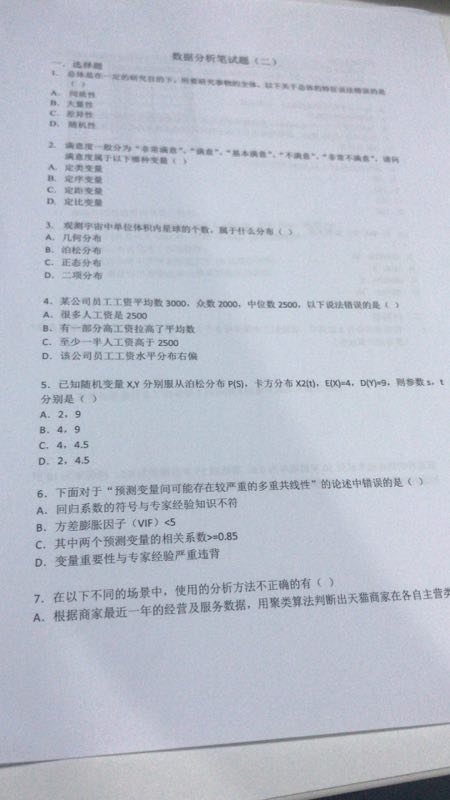 数据分析笔试题（二）
一、选择题
1. 总体是在一定的研究目的下，所要研究事物的全体。以下关于总体的特征说法错误的是
（ ）
A. 同质性
B. 大量性
C. 差异性
D. 随机性
2. 满意度一般分为“非常满意”、“满意”、“基本满意”、“不满意”、“非常不满意”，请问
满意度属于以下哪种变量（ ）
A. 定类变量
B. 定序变量
C. 定距变量
D. 定比变量
3. 观测宇宙中单位体积内星球的个数，属于什么分布（ ）
A. 几何分布
B. 泊松分布
C. 正态分布
D. 二项分布
4. 某公司员工工资平均数 3000，众数 2000，中位数 2500，以下说法错误的是（ ）
A. 很多人工资是 2500
B. 有一部分高工资拉高了平均数
C. 至少一半人工资高于 2500
D. 该公司员工工资水平分布右偏
5. 已知随机变量 X,Y 分别服从泊松分布 P(S)，卡方分布 X2(t)，E(X)=4，D(Y)=9，则参数 s，t
分别是（ ）
A. 2，9
B. 4，9
C. 4，4.5
D. 2，4.5
6. 下面对于“预测变量间可能存在较严重的多重共线性”的论述中错误的是（ ）
A. 回归系数的符号与专家经验知识不符
B. 方差膨胀因子（VIF）<5
C. 其中两个预测变量的相关系数>=0.85
D. 变量重要性与专家经验严重违背
7. 在以下不同的场景中，使用的分析方法不正确的有（ ）
A. 根据商家最近一年的经营及服务数据，用聚类算法判断出天猫商家在各自主营类